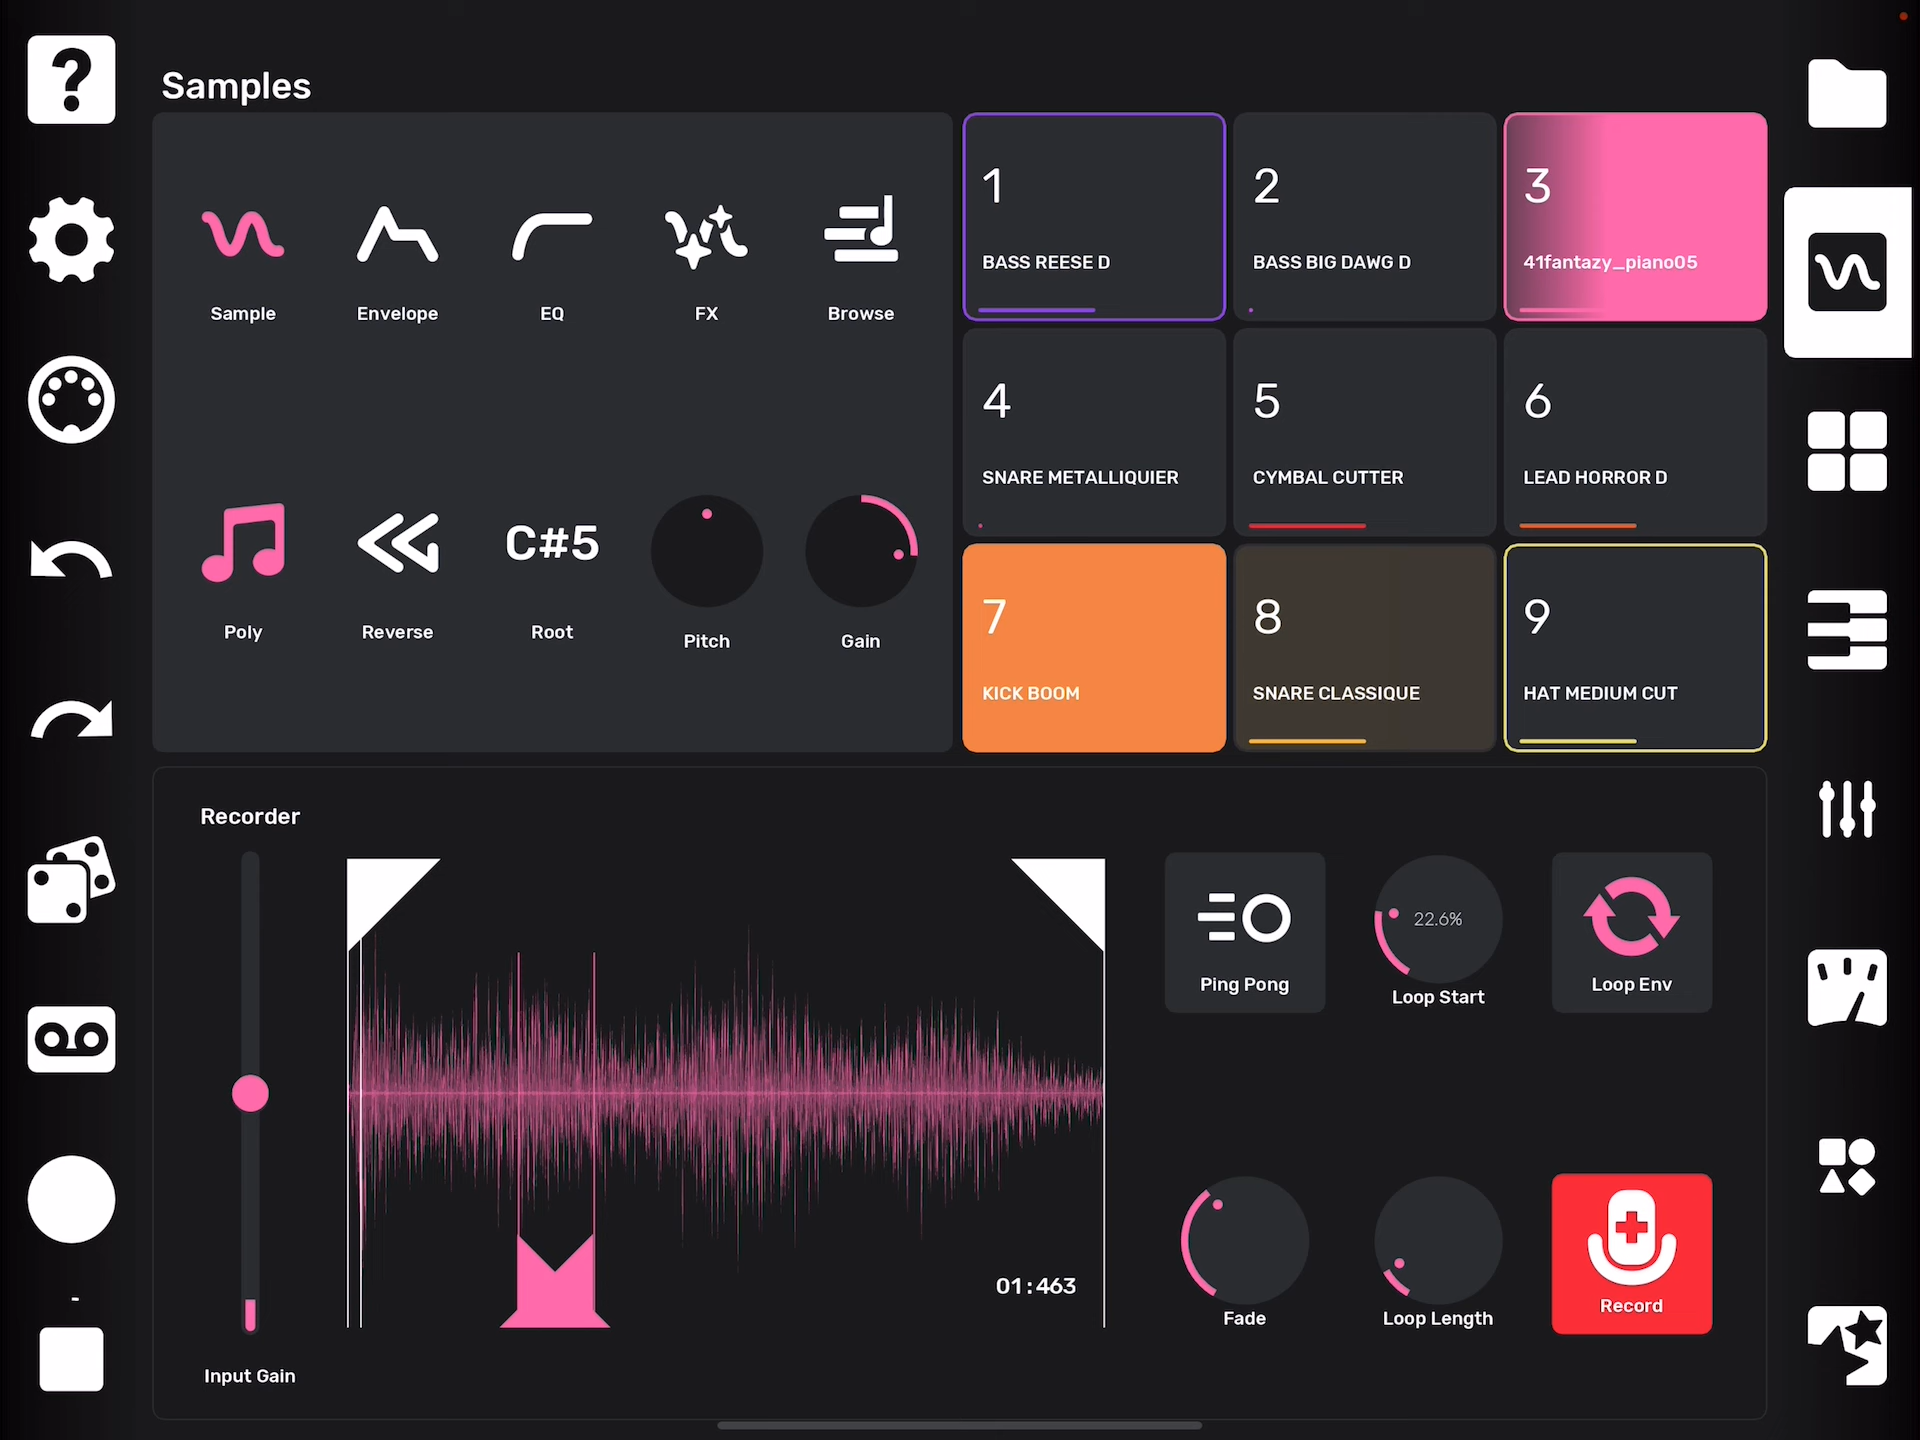 Samples
Sample
Envelope
EQ
FX
Browse
C#5
Poly
Reverse
Root
Pitch
Gain
1
BASS REESE D
2
BASS BIG DAWG D
3
41fantazy_piano05
4
SNARE METALLIQUIER
5
CYMBAL CUTTER
6
LEAD HORROR D
7
KICK BOOM
8
SNARE CLASSIQUE
9
HAT MEDIUM CUT
Recorder
Input Gain
01:463
Ping Pong
22.6%
Loop Start
Loop Env
Fade
Loop Length
Record
-